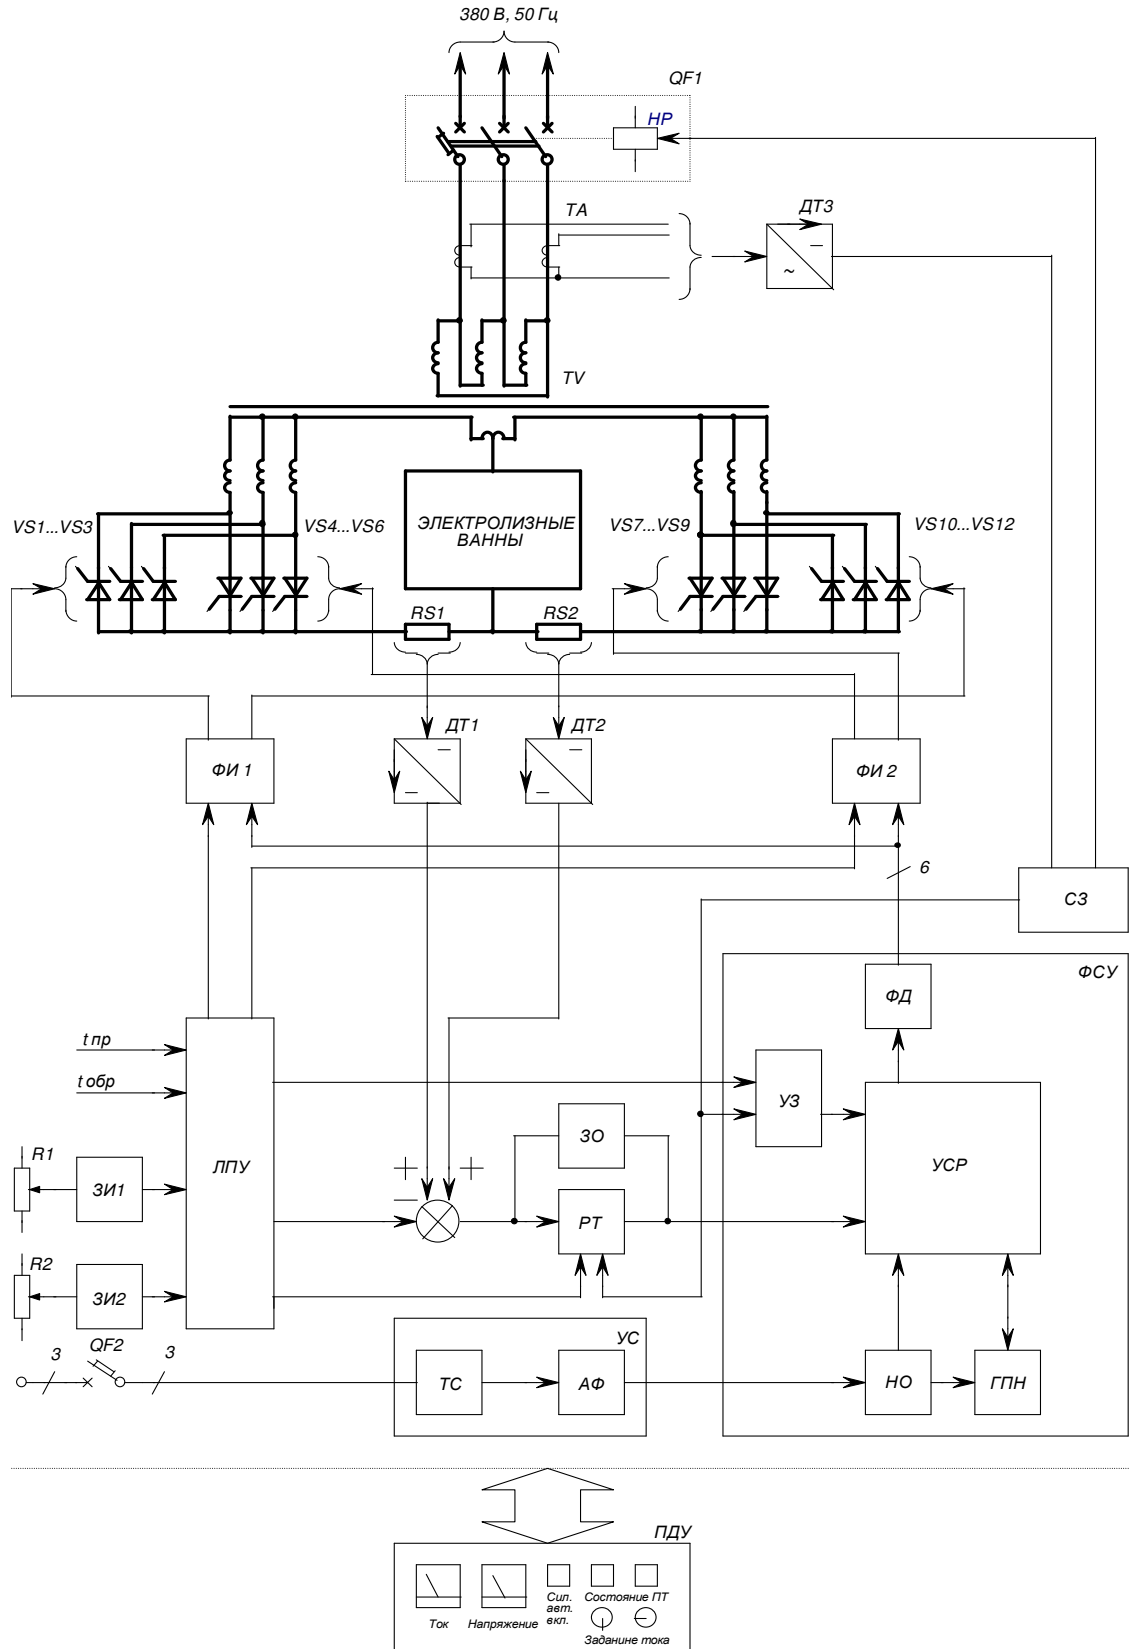 380 В, 50 Гц
QF1
НР
ТА
ДТ3
~
TV
VS1...VS3
VS4...VS6
ЭЛЕКТРОЛИЗНЫЕ
ВАННЫ
VS7...VS9
VS10...VS12
RS1
RS2
ДТ1
ДТ2
ФИ 1
ФИ 2
6
СЗ
ФСУ
ФД
t пр
t обр
УЗ
ЗО
R1
ЛПУ
УСР
ЗИ1
+
+
−
РТ
R2
ЗИ2
УС
QF2
3
3
ТС
АФ
НО
ГПН
ПДУ
Ток
Напряжение
Сил.
авт.
вкл.
Состояние ПТ
Заданине тока